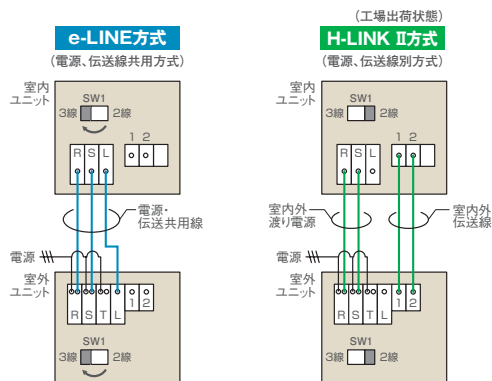 e-LINE方式
(電源、伝送線共用方式)
室内
ユニット
SW1
3線 2線
R S L
1 2
電源・
伝送共用線
電源
室外
ユニット
R S T L
1 2
SW1
3線 2線
(工場出荷状態)
H-LINK Ⅱ方式
(電源、伝送線別方式)
室内
ユニット
SW1
3線 2線
R S L
1 2
室内外
渡り電源
室内外
伝送線
電源
室外
ユニット
R S T L
1 2
SW1
3線 2線